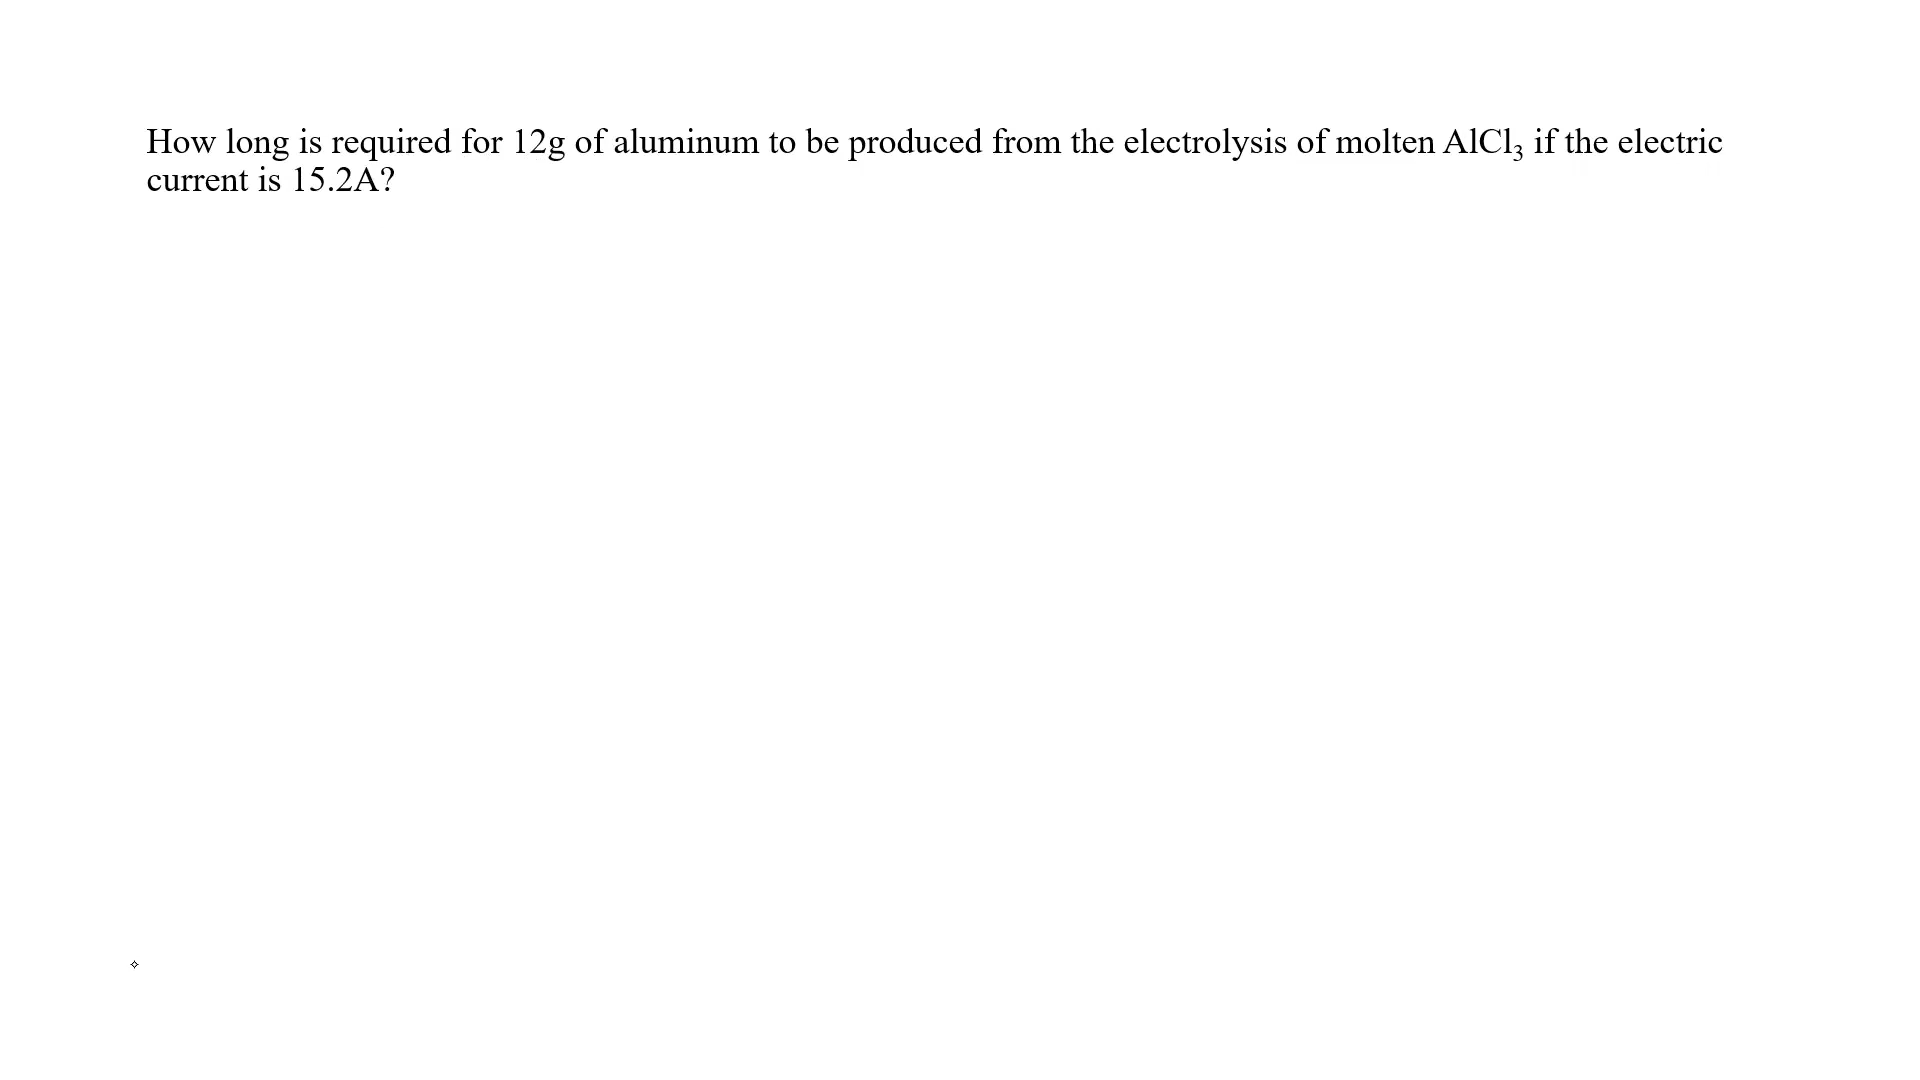 How long is required for 12g of aluminum to be produced from the electrolysis of molten AlCl₃ if the electric
current is 15.2A?